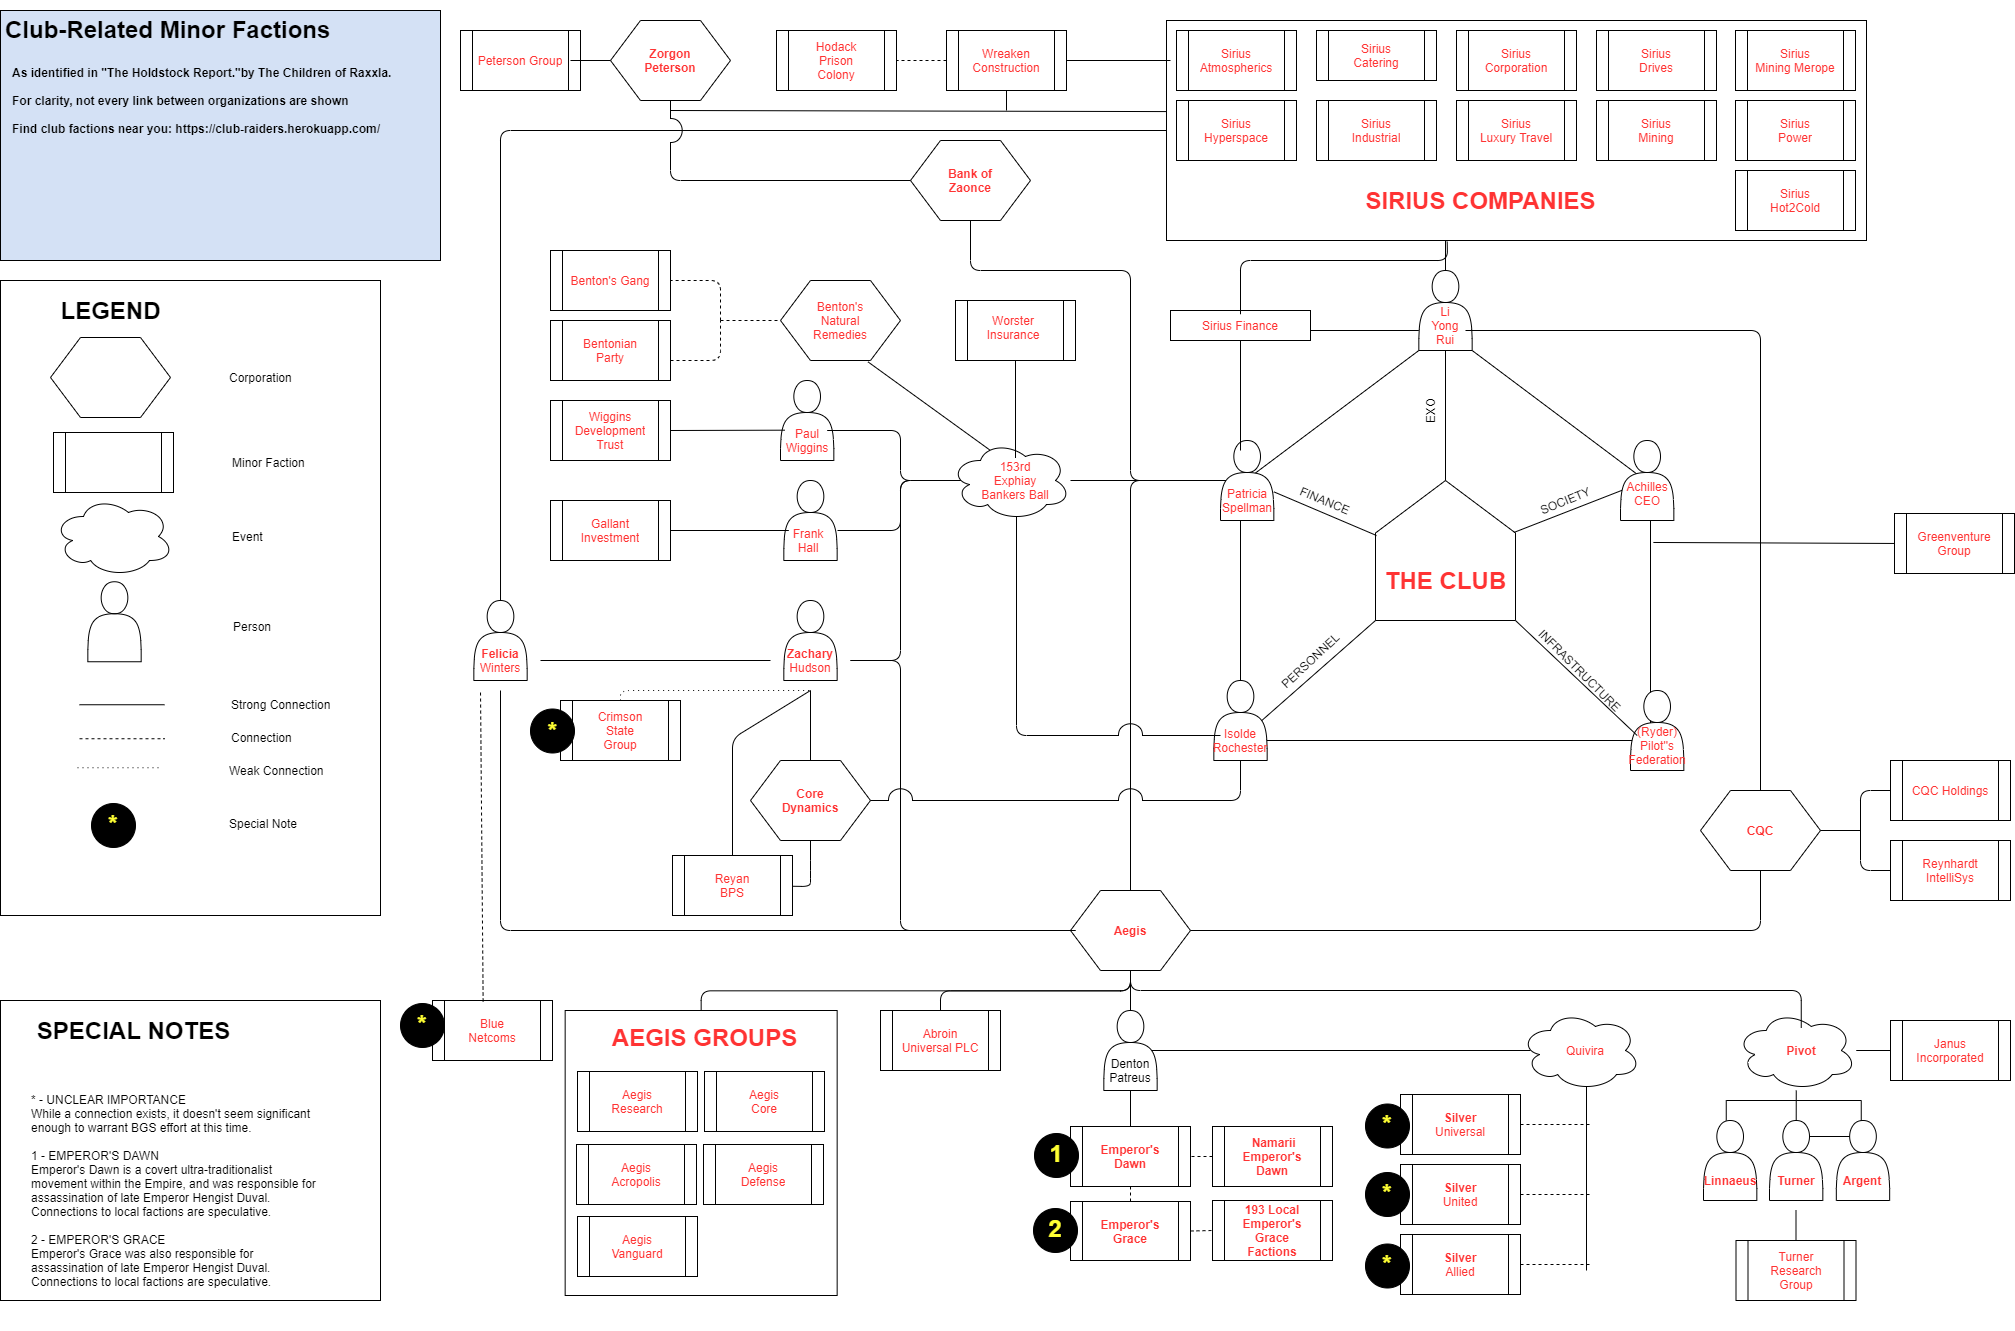 Club-Related Minor Factions
As identified in "The Holdstock Report."by The Children of Raxxla.
For clarity, not every link between organizations are shown
Find club factions near you: https://club-raiders.herokuapp.com/
LEGEND
Corporation
Minor Faction
Event
Person
Strong Connection
Connection
Weak Connection
*
Special Note
SPECIAL NOTES
* - UNCLEAR IMPORTANCE
While a connection exists, it doesn't seem significant
enough to warrant BGS effort at this time.
1 - EMPEROR'S DAWN
Emperor's Dawn is a covert ultra-traditionalist
movement within the Empire, and was responsible for
assassination of late Emperor Hengist Duval.
Connections to local factions are speculative.
2 - EMPEROR'S GRACE
Emperor's Grace was also responsible for
assassination of late Emperor Hengist Duval.
Connections to local factions are speculative.
Peterson Group
Zorgon
Peterson
Hodack
Prison
Colony
Wreaken
Construction
Sirius
Atmospherics
Sirius
Catering
Sirius
Corporation
Sirius
Drives
Sirius
Mining Merope
Sirius
Hyperspace
Sirius
Industrial
Sirius
Luxury Travel
Sirius
Mining
Sirius
Power
SIRIUS COMPANIES
Sirius
Hot2Cold
Bank of
Zaonce
Benton's Gang
Bentonian
Party
Benton's
Natural
Remedies
Worster
Insurance
Sirius Finance
Li
Yong
Rui
Wiggins
Development
Trust
Paul
Wiggins
Gallant
Investment
Frank
Hall
153rd
Exphiay
Bankers Ball
Patricia
Spellman
EXO
FINANCE
SOCIETY
Achilles
CEO
THE CLUB
Greenventure
Group
PERSONNEL
INFRASTRUCTURE
Felicia
Winters
Zachary
Hudson
*
Crimson
State
Group
Isolde
Rochester
(Ryder)
Pilot"s
Federation
Core
Dynamics
Reyan
BPS
CQC
CQC Holdings
Reynhardt
IntelliSys
Aegis
*
Blue
Netcoms
AEGIS GROUPS
Aegis
Research
Aegis
Core
Aegis
Acropolis
Aegis
Defense
Aegis
Vanguard
Abroin
Universal PLC
Denton
Patreus
Quivira
Pivot
Janus
Incorporated
1
Emperor's
Dawn
Namarii
Emperor's
Dawn
2
Emperor's
Grace
193 Local
Emperor's
Grace
Factions
*
Silver
Universal
*
Silver
United
*
Silver
Allied
Linnaeus
Turner
Argent
Turner
Research
Group